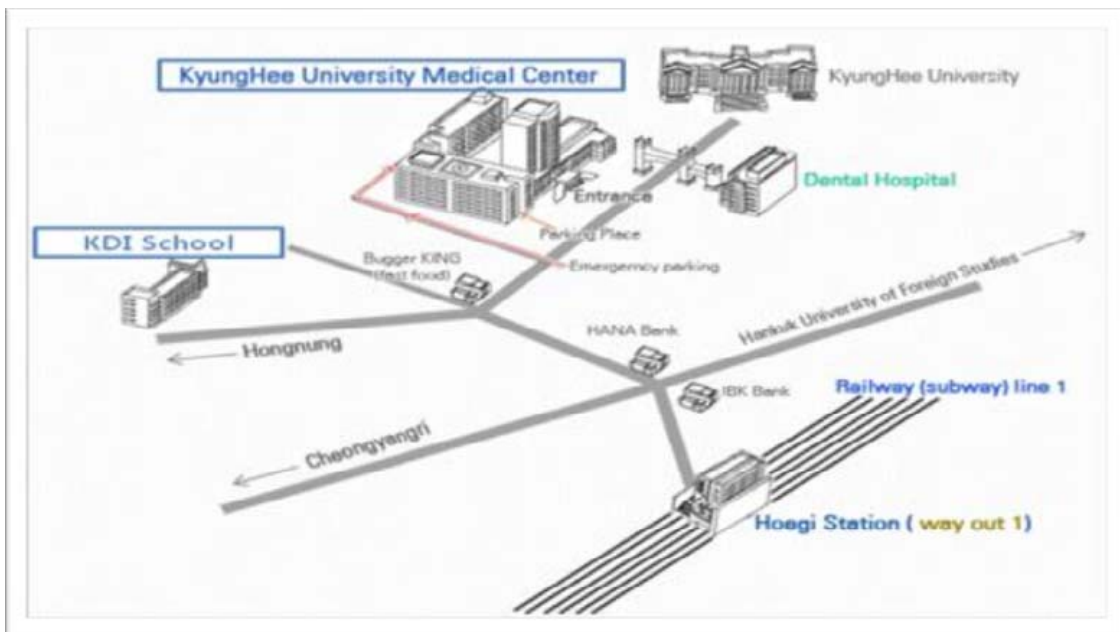 KyungHee University Medical Center
KyungHee University
Dental Hospital
Entrance
Parking Place
KDI School
Bugger KING
(fast food)
Emergency parking
Hankuk University of Foreign Studies
HANA Bank
Hongnung
IBK Bank
Railway (subway) line 1
Cheongyangri
Hoegi Station ( way out 1)